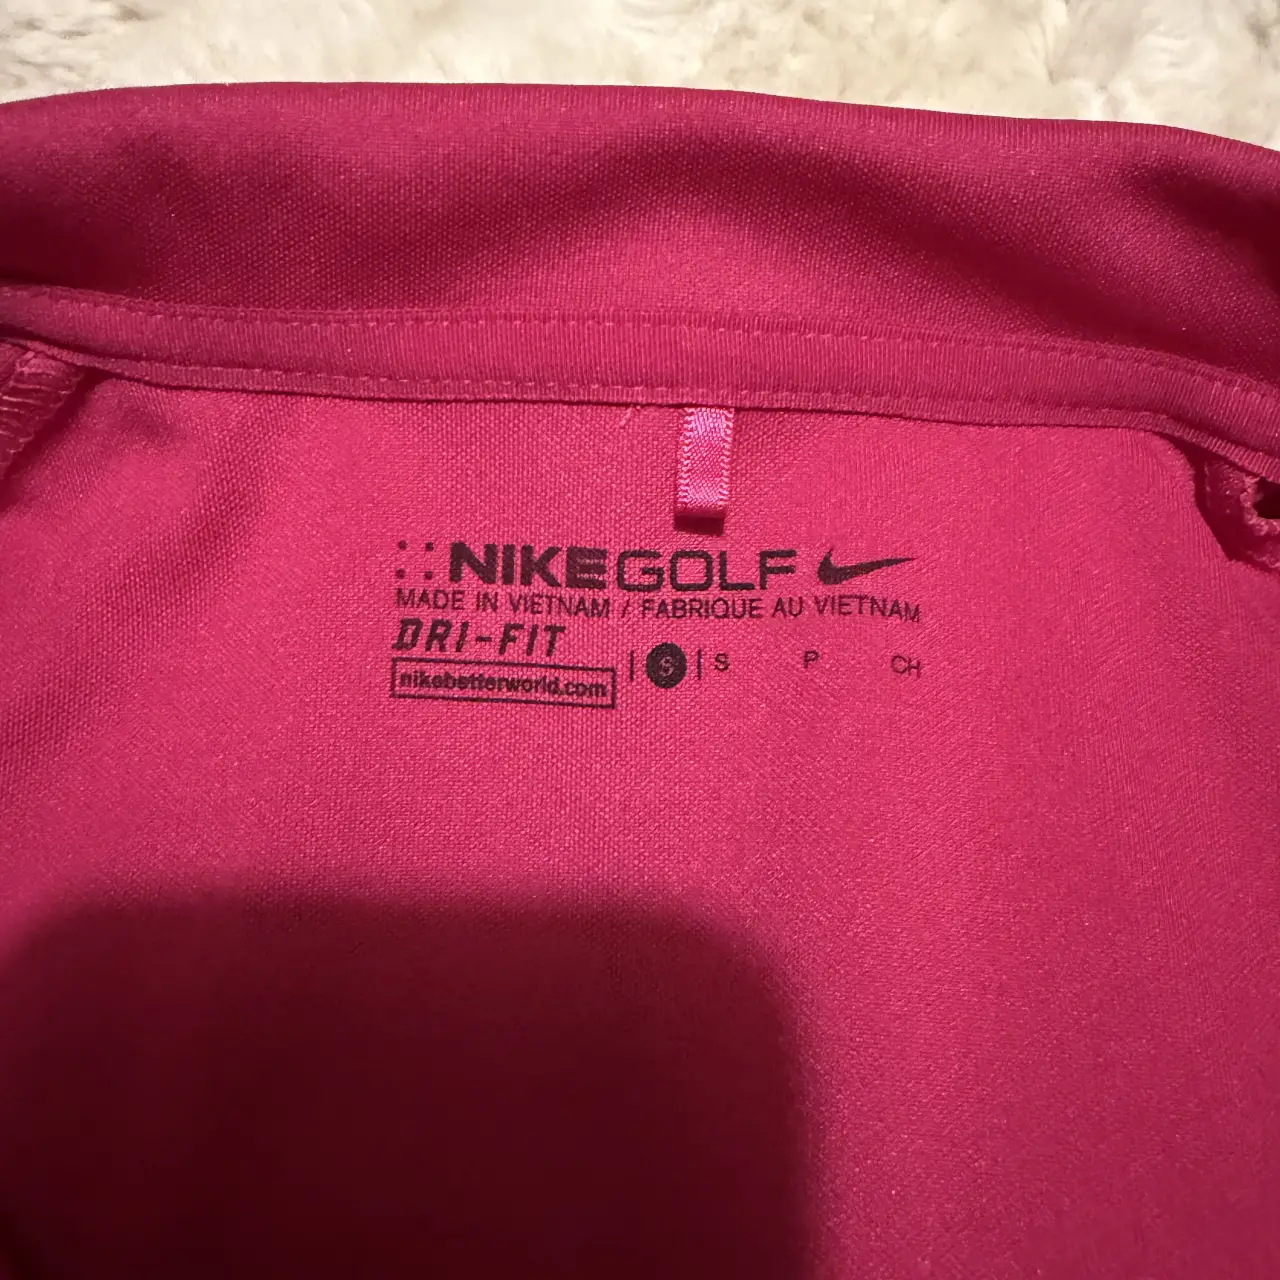 NIKEGOLF
MADE IN VIETNAM / FABRIQUE AU VIETNAM
DRI-FIT
nikebetterworld.com
| S | S P CH